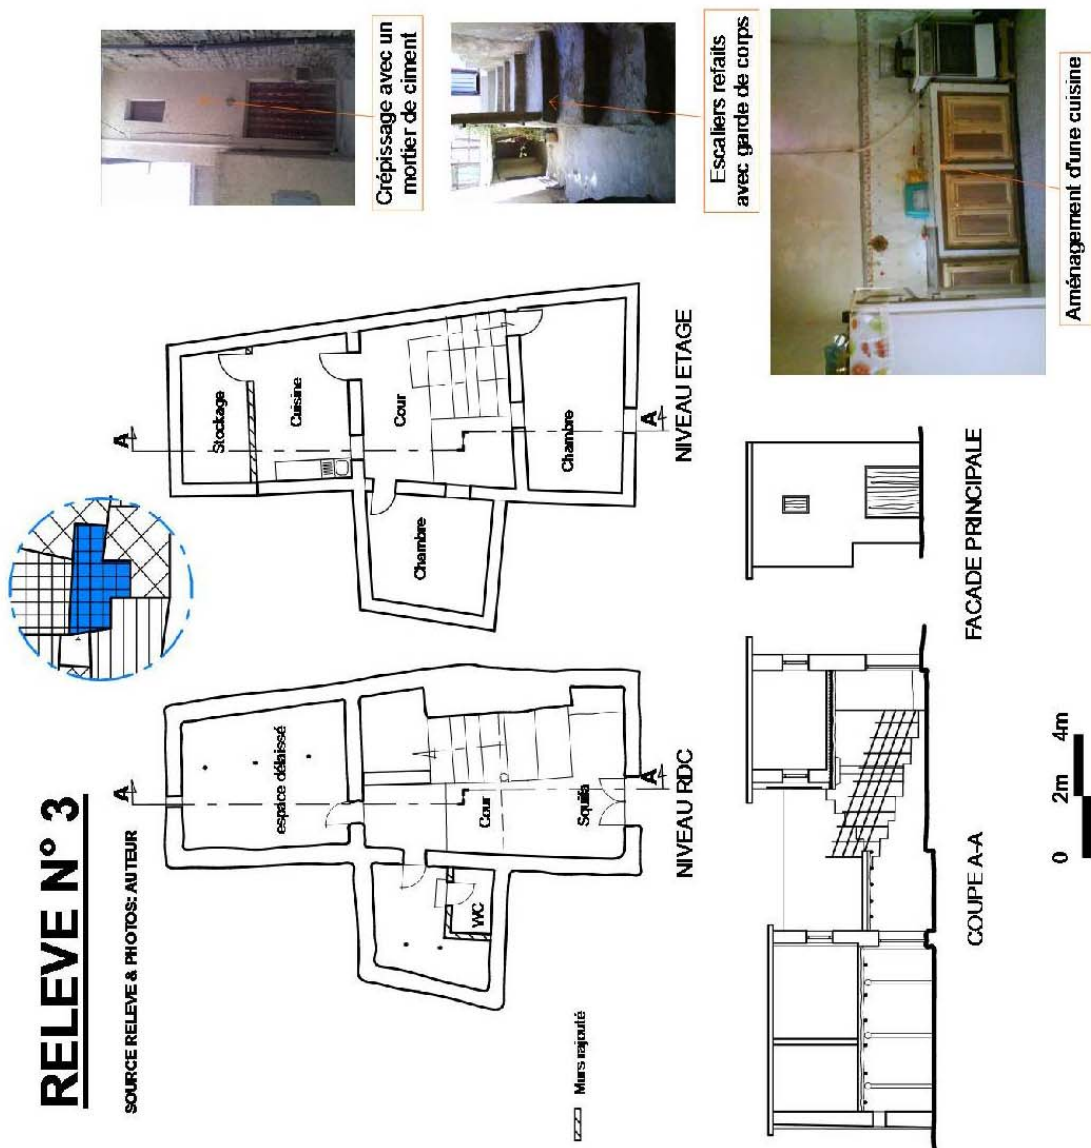 RELEVE N° 3
SOURCE RELEVE & PHOTOS: AUTEUR
A
espace délaissé
WC
Cour
Squifa
A
NIVEAU RDC
Murs rajouté
A
Stockage
Cuisine
Cour
Chambre
Chambre
A
NIVEAU ETAGE
COUPE A-A
FACADE PRINCIPALE
0 2m 4m
Crépissage avec un
mortier de ciment
Escaliers refaits
avec garde de corps
Aménagement d'une cuisine